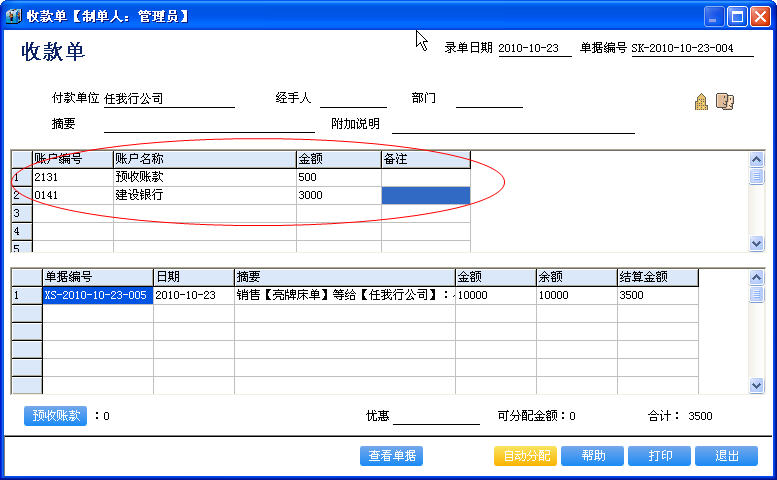 收款单【制单人：管理员】
收款单
录单日期 2010-10-23 单据编号 SK-2010-10-23-004
付款单位 任我行公司 经手人 部门
摘要 附加说明
账户编号 账户名称 金额 备注
1 2131 预收账款 500
2 0141 建设银行 3000
3
4
5
单据编号 日期 摘要 金额 余额 结算金额
1 XS-2010-10-23-005 2010-10-23 销售【亮牌床单】等给【任我行公司】： 10000 10000 3500
预收账款 ：0 优惠 可分配金额：0 合计： 3500
查看单据 自动分配 帮助 打印 退出